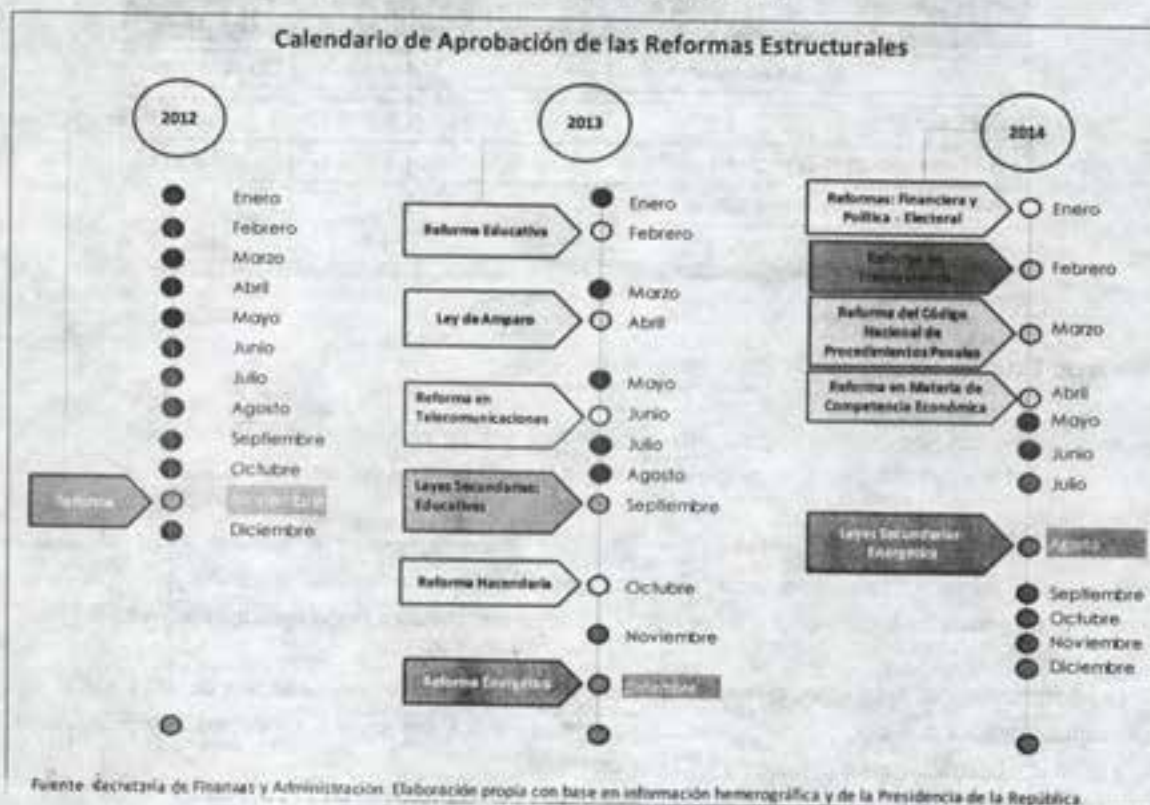 Calendario de Aprobación de las Reformas Estructurales
2012
Enero
Febrero
Marzo
Abril
Mayo
Junio
Julio
Agosto
Septiembre
Octubre
Diciembre
2013
Reforma Educativa
Ley de Amparo
Reforma en
Telecomunicaciones
Leyes Secundarias:
Educativas
Reforma Hacendaria
Reforma Energética
Enero
Febrero
Marzo
Abril
Mayo
Junio
Julio
Agosto
Septiembre
Octubre
Noviembre
Diciembre
2014
Reformas: Financiera y
Política - Electoral
Reforma en
Reforma del Código
Nacional de
Procedimientos Penales
Reforma en Materia de
Competencia Económica
Leyes Secundarias
Energética
Enero
Febrero
Marzo
Abril
Mayo
Junio
Julio
Agosto
Septiembre
Octubre
Noviembre
Diciembre
Fuente: Secretaría de Finanzas y Administración. Elaboración propia con base en información hemerográfica y de la Presidencia de la República